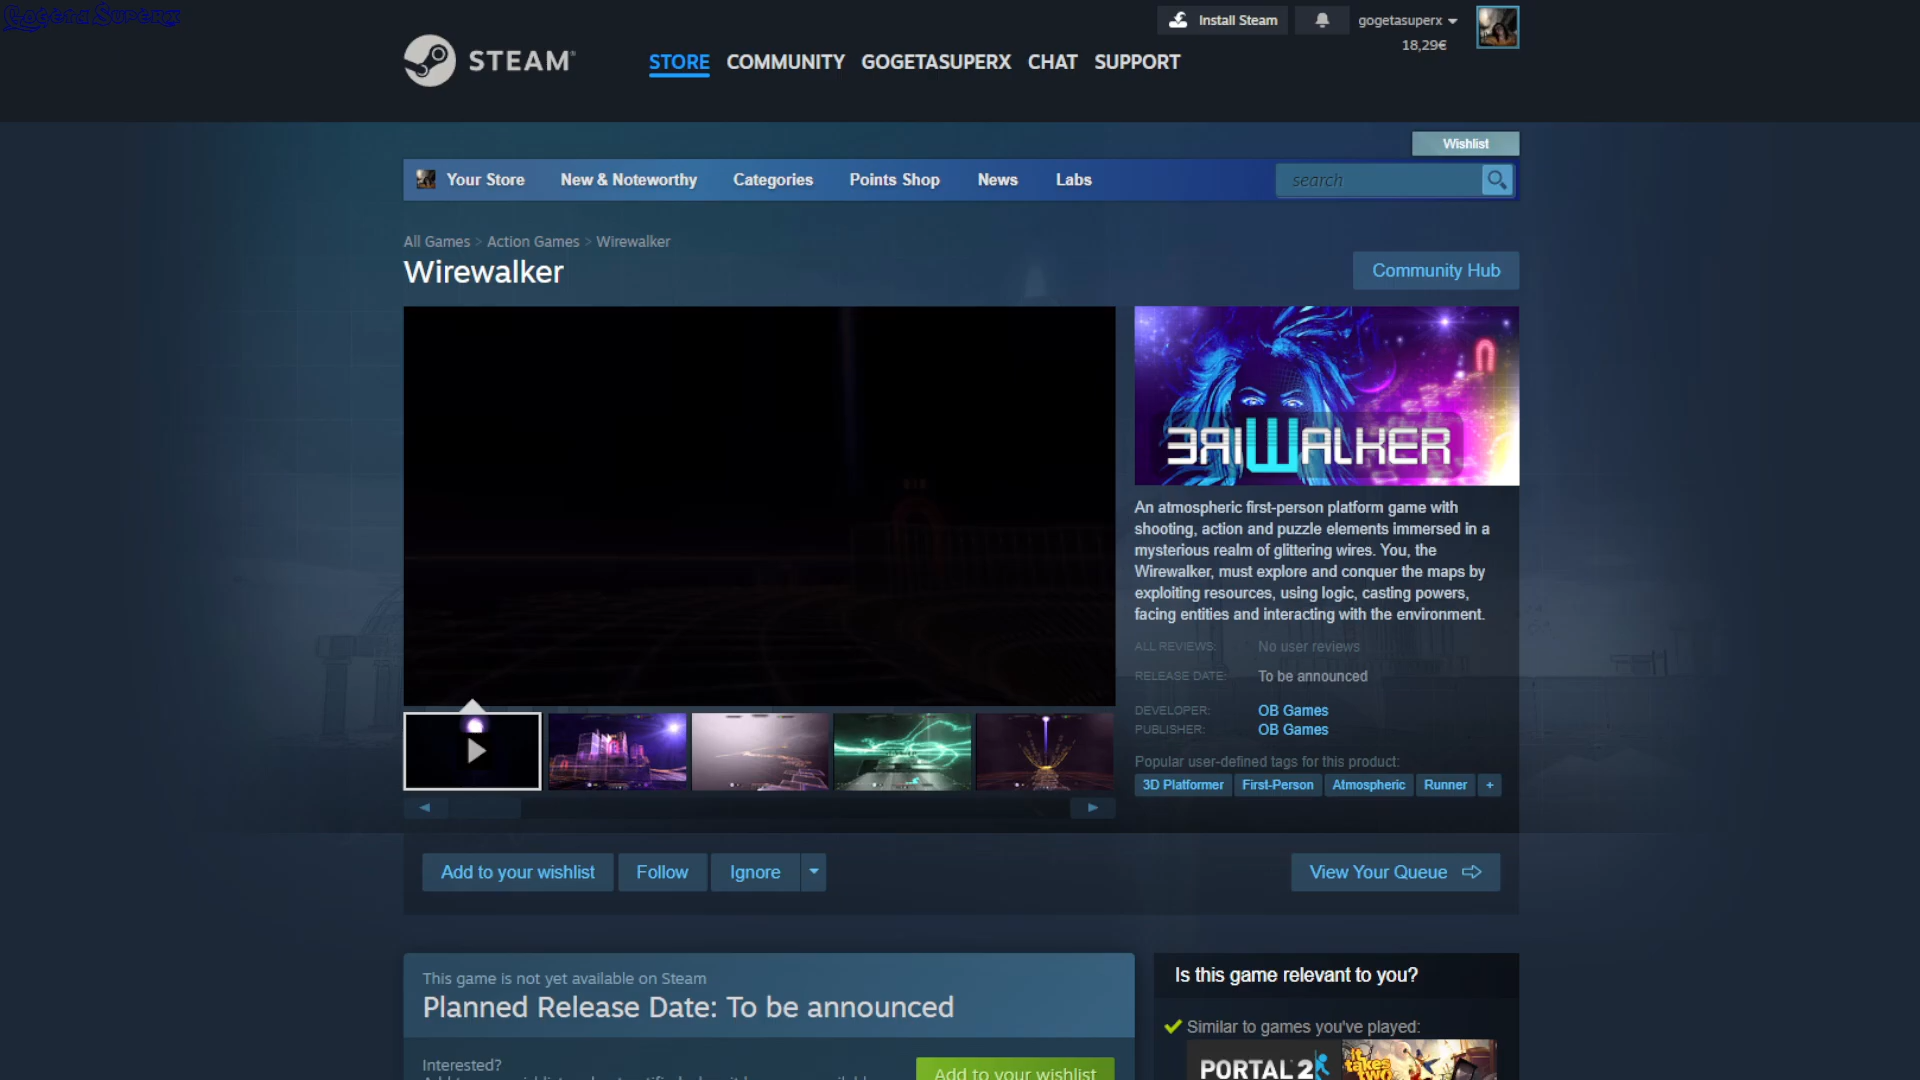 Gogeta Superx
Install Steam
gogetasuperx
18,29€
STEAM®
STORE
COMMUNITY
GOGETASUPERX
CHAT
SUPPORT
Wishlist
Your Store
New & Noteworthy
Categories
Points Shop
News
Labs
search
All Games > Action Games > Wirewalker
Wirewalker
Community Hub
WIREWALKER
An atmospheric first-person platform game with
shooting, action and puzzle elements immersed in a
mysterious realm of glittering wires. You, the
Wirewalker, must explore and conquer the maps by
exploiting resources, using logic, casting powers,
facing entities and interacting with the environment.
ALL REVIEWS: No user reviews
RELEASE DATE: To be announced
DEVELOPER: OB Games
PUBLISHER: OB Games
Popular user-defined tags for this product:
3D Platformer First-Person Atmospheric Runner +
Add to your wishlist
Follow
Ignore
View Your Queue
This game is not yet available on Steam
Planned Release Date: To be announced
Interested?
Add to your wishlist
Is this game relevant to you?
Similar to games you've played:
PORTAL 2
it takes two